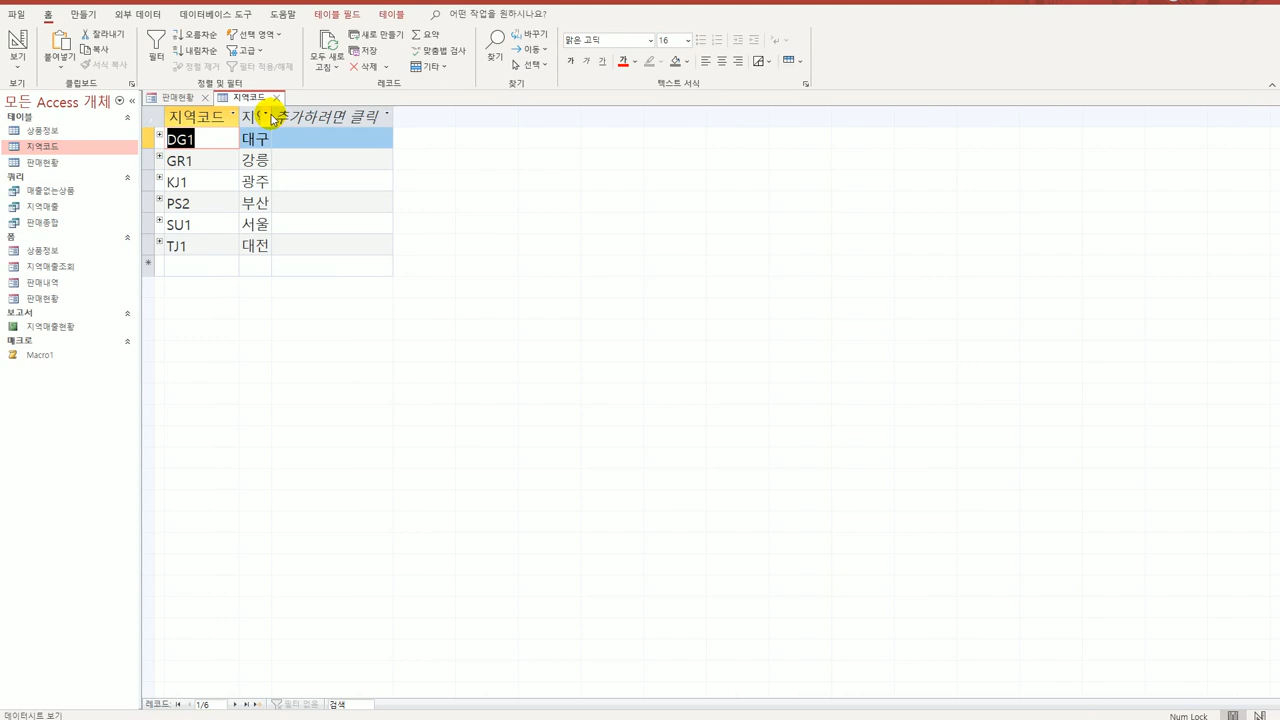 파일 홈 만들기 외부 데이터 데이터베이스 도구 도움말 테이블 필드 테이블 어떤 작업을 원하시나요?
보기
붙여넣기
잘라내기
복사
서식 복사
필터
오름차순
내림차순
정렬 제거
선택 영역
고급
필터 적용/해제
모두 새로 고침
새로 만들기
저장
삭제
요약
맞춤법 검사
기타
찾기
바꾸기
이동
선택
맑은 고딕 16
가 가 가 가
보기 클립보드 정렬 및 필터 레코드 찾기 텍스트 서식
모든 Access 개체
테이블
상품정보
지역코드
판매현황
쿼리
매출없는상품
지역매출
판매종합
폼
상품정보
지역매출조회
판매내역
판매현황
보고서
지역매출현황
매크로
Macro1
판매현황 지역코드
지역코드 추가하려면 클릭
DG1 대구
GR1 강릉
KJ1 광주
PS2 부산
SU1 서울
TJ1 대전
레코드: 1/6 필터 없음 검색
데이터시트 보기 Num Lock